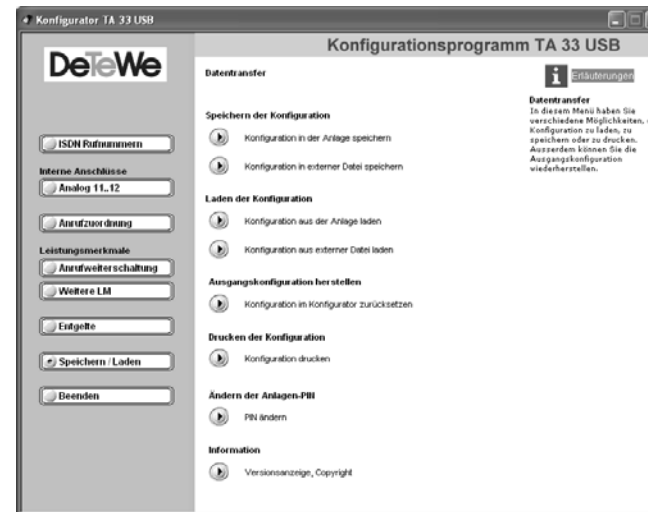 Konfigurator TA 33 USB
Konfigurationsprogramm TA 33 USB
DeTeWe
ISDN Rufnummern
Interne Anschlüsse
Analog 11..12
Anrufzuordnung
Leistungsmerkmale
Anrufweiterschaltung
Weitere LM
Entgelte
Speichern / Laden
Beenden
Datentransfer
Speichern der Konfiguration
Konfiguration in der Anlage speichern
Konfiguration in externer Datei speichern
Laden der Konfiguration
Konfiguration aus der Anlage laden
Konfiguration aus externer Datei laden
Ausgangskonfiguration herstellen
Konfiguration im Konfigurator zurücksetzen
Drucken der Konfiguration
Konfiguration drucken
Ändern der Anlagen-PIN
PIN ändern
Information
Versionsanzeige, Copyright
i Erläuterungen
Datentransfer
In diesem Menü haben Sie
verschiedene Möglichkeiten,
Konfiguration zu laden, zu
speichern oder zu drucken.
Ausserdem können Sie die
Ausgangskonfiguration
wiederherstellen.